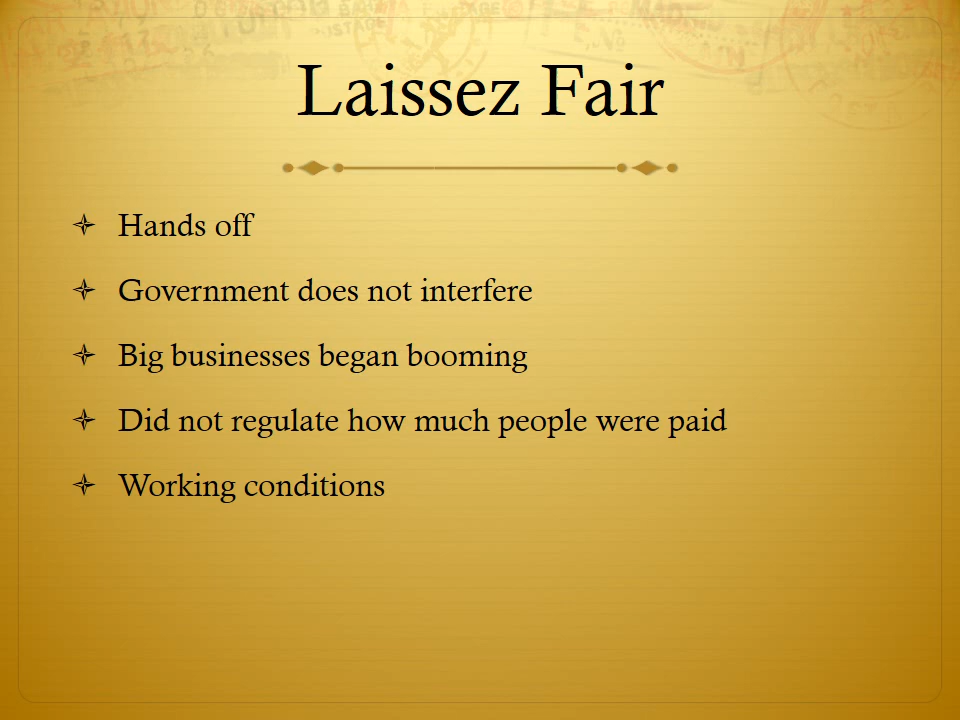 Laissez Fair
Hands off
Government does not interfere
Big businesses began booming
Did not regulate how much people were paid
Working conditions